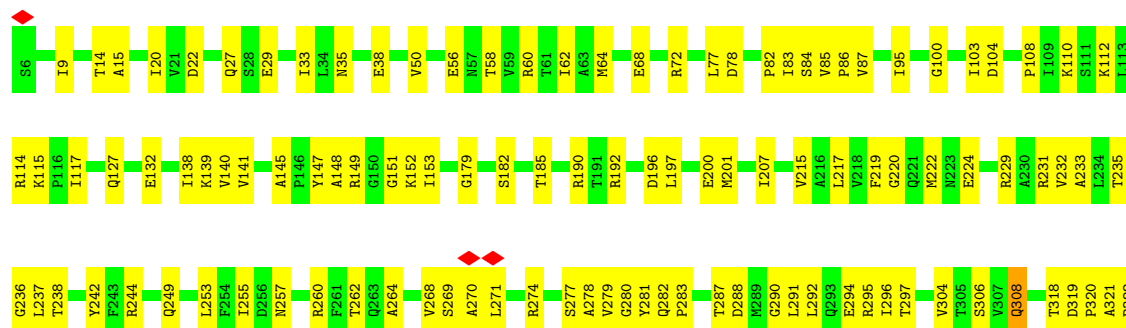 S6 I9 T14 A15 I20 V21 D22 Q27 S28 E29 I33 L34 N35 E38 V50 E56 N57 T58 V59 R60 T61 I62 A63 M64 E68 R72 L77 D78 P82 I83 S84 V85 P86 V87 I95 G100 I103 D104 P108 I109 K110 S111 K112 L113
R114 K115 P116 I117 Q127 E132 I138 K139 V140 V141 A145 P146 Y147 A148 R149 G150 G151 K152 I153 G179 S182 T185 R190 T191 R192 D196 L197 E200 M201 I207 V215 A216 L217 V218 F219 G220 Q221 M222 N223 E224 R229 A230 R231 V232 A233 L234 T235
G236 L237 T238 Y242 F243 R244 Q249 L253 F254 I255 D256 N257 R260 F261 T262 Q263 A264 V268 S269 A270 L271 R274 S277 A278 V279 G280 Y281 Q282 P283 T287 D288 M289 G290 L291 L292 Q293 E294 R295 I296 T297 V304 T305 S306 V307 Q308 T318 D319 P320 A321